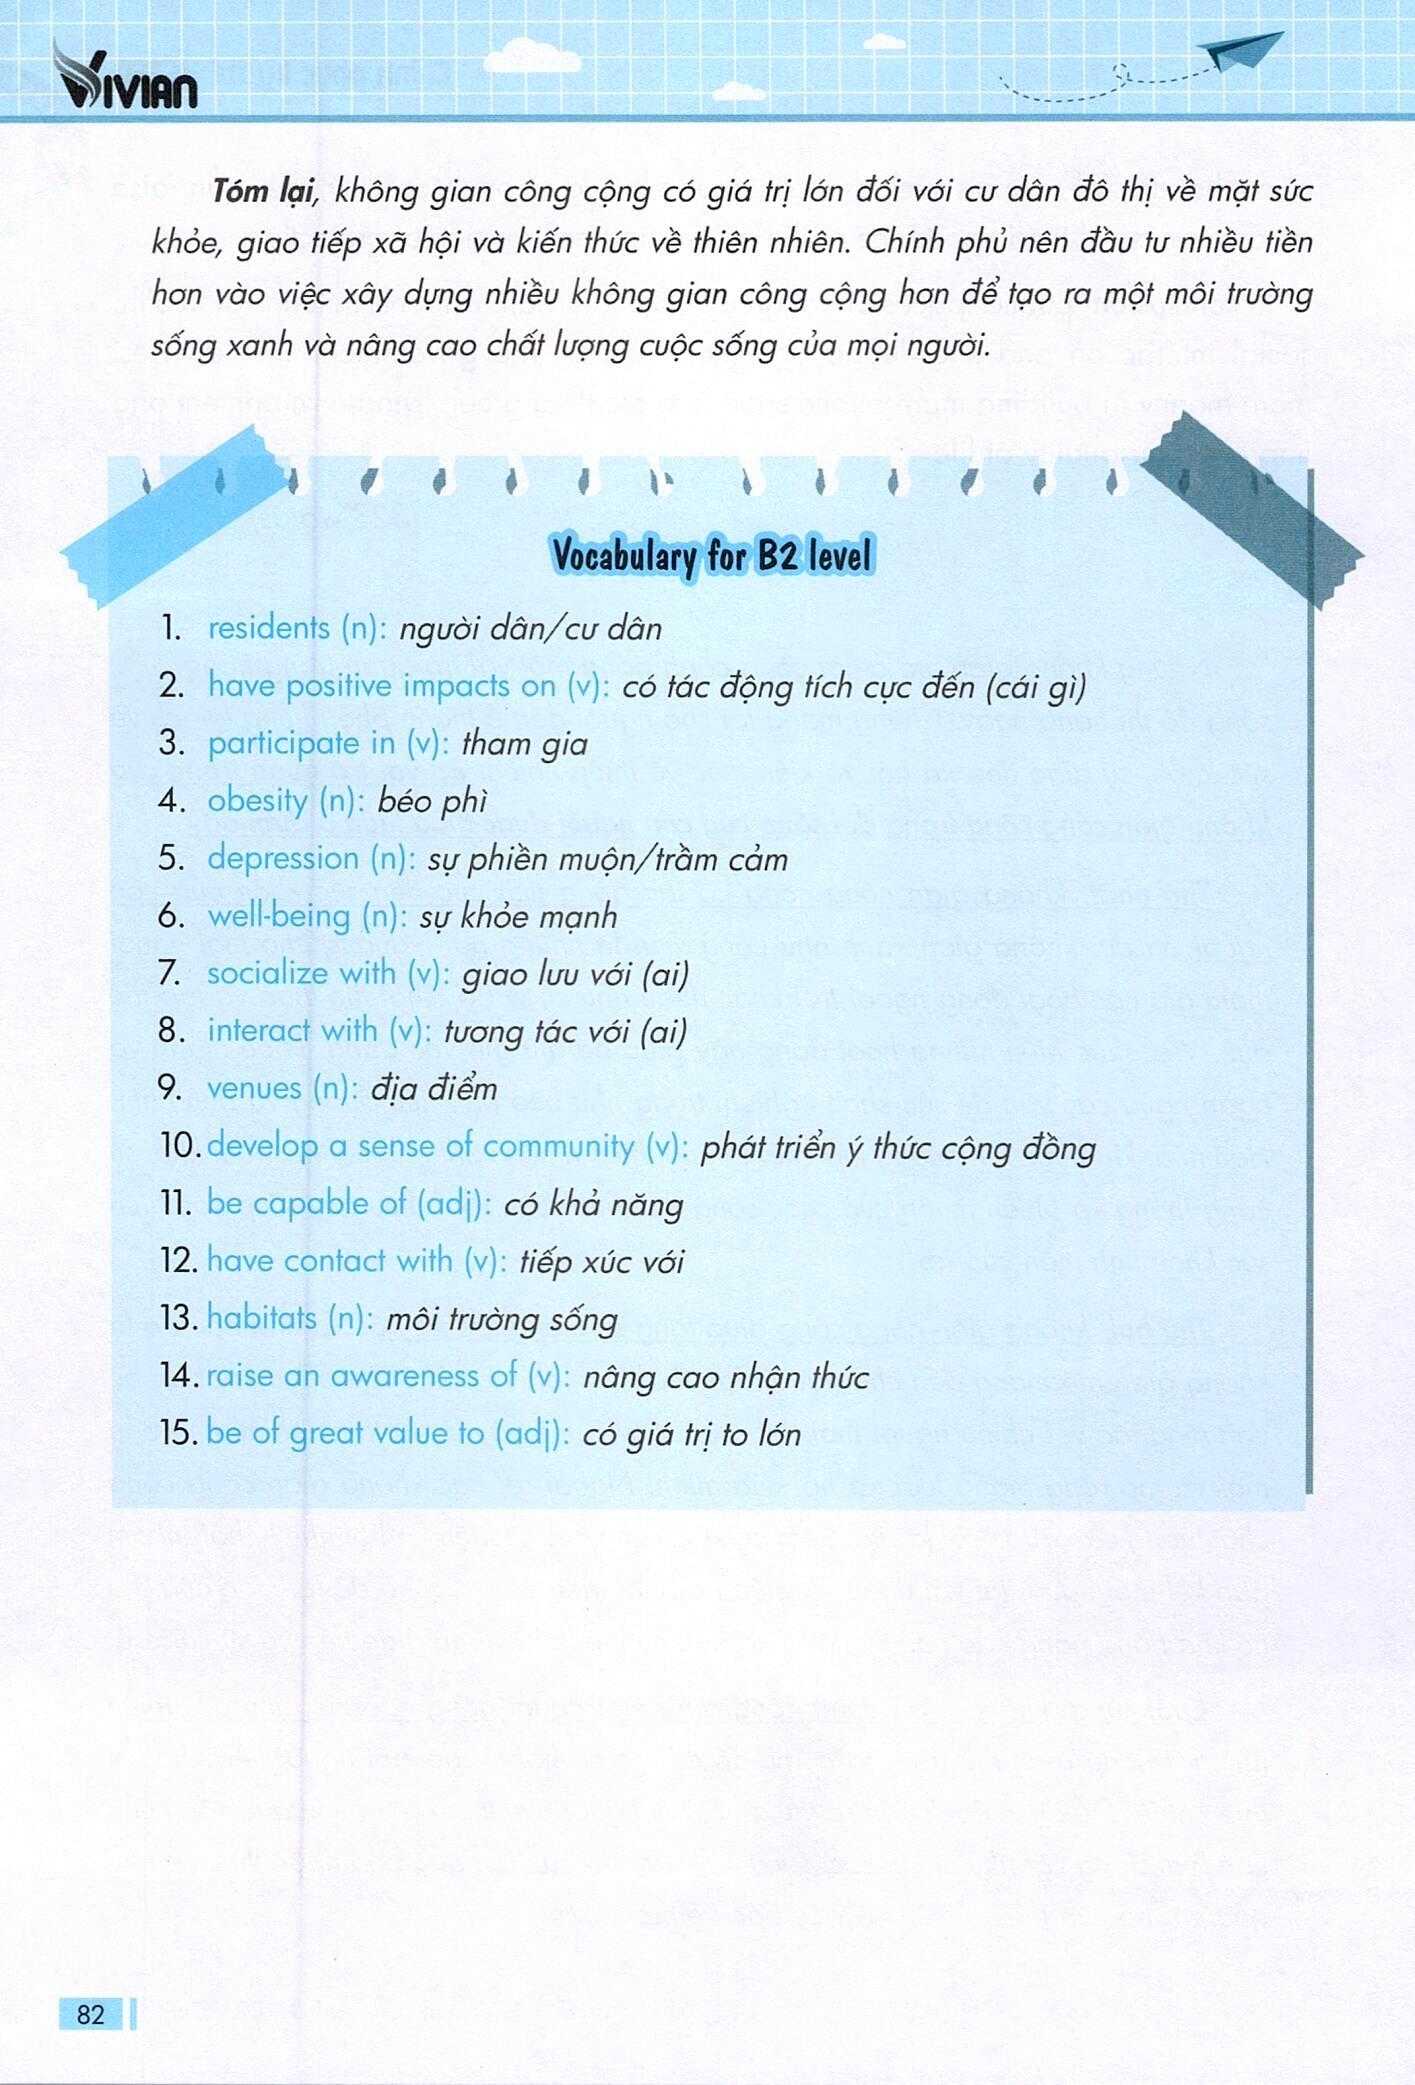 VIVIAN
Tóm lại, không gian công cộng có giá trị lớn đối với cư dân đô thị về mặt sức
khỏe, giao tiếp xã hội và kiến thức về thiên nhiên. Chính phủ nên đầu tư nhiều tiền
hơn vào việc xây dựng nhiều không gian công cộng hơn để tạo ra một môi trường
sống xanh và nâng cao chất lượng cuộc sống của mọi người.
Vocabulary for B2 level
1. residents (n): người dân/cư dân
2. have positive impacts on (v): có tác động tích cực đến (cái gì)
3. participate in (v): tham gia
4. obesity (n): béo phì
5. depression (n): sự phiền muộn/trầm cảm
6. well-being (n): sự khỏe mạnh
7. socialize with (v): giao lưu với (ai)
8. interact with (v): tương tác với (ai)
9. venues (n): địa điểm
10. develop a sense of community (v): phát triển ý thức cộng đồng
11. be capable of (adj): có khả năng
12. have contact with (v): tiếp xúc với
13. habitats (n): môi trường sống
14. raise an awareness of (v): nâng cao nhận thức
15. be of great value to (adj): có giá trị to lớn
82